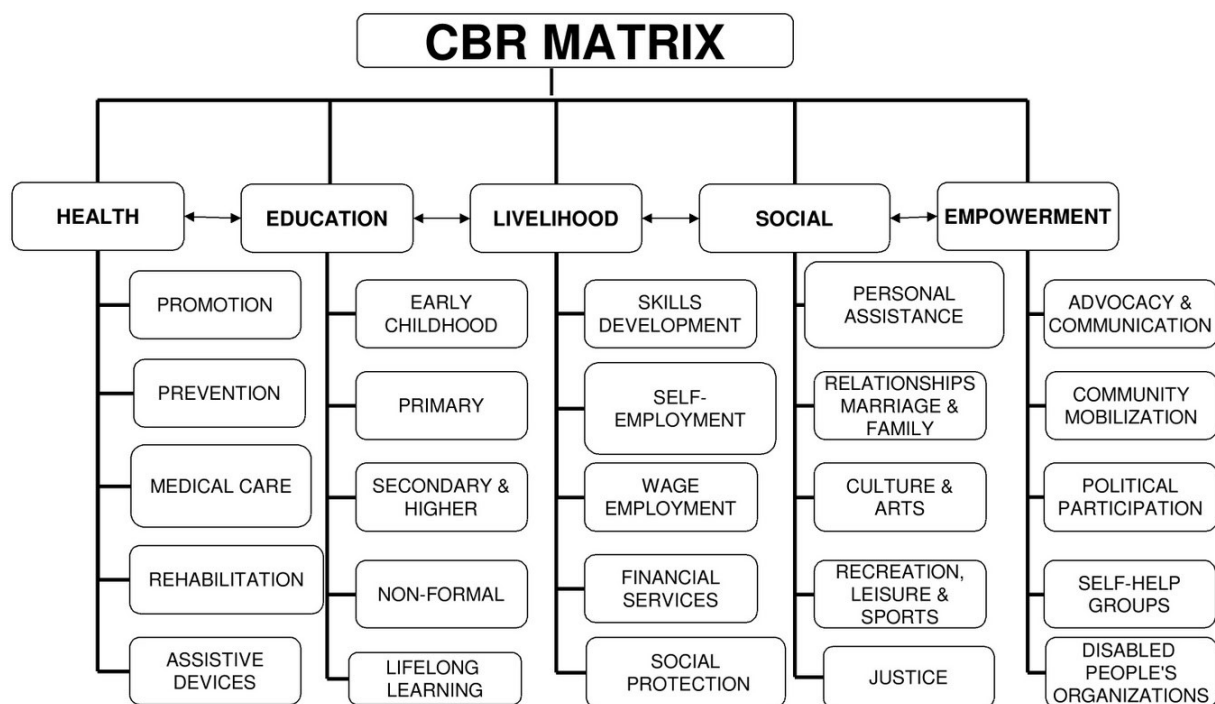 CBR MATRIX
HEALTH
EDUCATION
LIVELIHOOD
SOCIAL
EMPOWERMENT
PROMOTION
PREVENTION
MEDICAL CARE
REHABILITATION
ASSISTIVE
DEVICES
EARLY
CHILDHOOD
PRIMARY
SECONDARY &
HIGHER
NON-FORMAL
LIFELONG
LEARNING
SKILLS
DEVELOPMENT
SELF-
EMPLOYMENT
WAGE
EMPLOYMENT
FINANCIAL
SERVICES
SOCIAL
PROTECTION
PERSONAL
ASSISTANCE
RELATIONSHIPS
MARRIAGE &
FAMILY
CULTURE &
ARTS
RECREATION,
LEISURE &
SPORTS
JUSTICE
ADVOCACY &
COMMUNICATION
COMMUNITY
MOBILIZATION
POLITICAL
PARTICIPATION
SELF-HELP
GROUPS
DISABLED
PEOPLE'S
ORGANIZATIONS